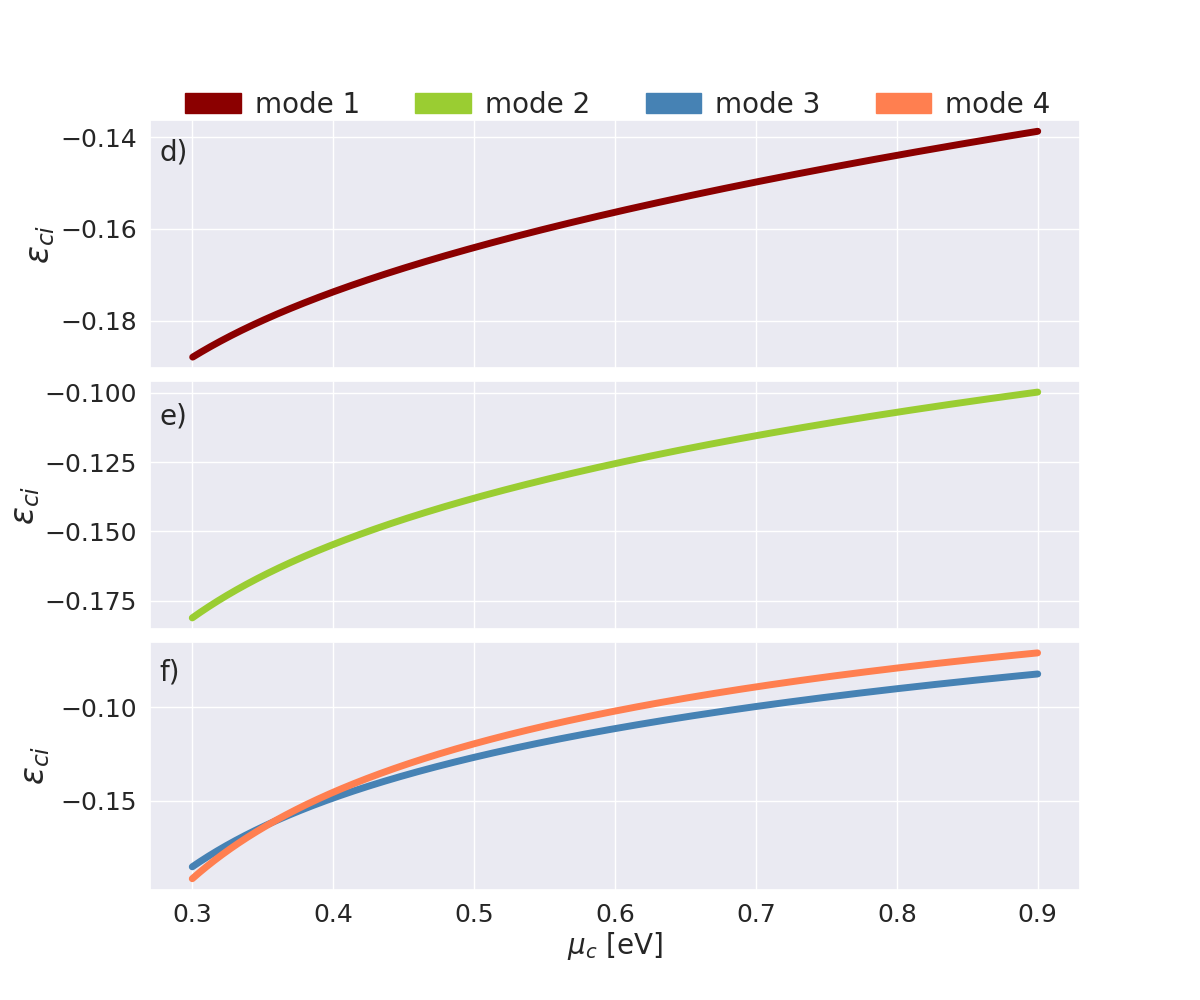 mode 1 mode 2 mode 3 mode 4
d)
−0.14
−0.16
−0.18
ε_ci
e)
−0.100
−0.125
−0.150
−0.175
ε_ci
f)
−0.10
−0.15
ε_ci
0.3 0.4 0.5 0.6 0.7 0.8 0.9
μ_c [eV]